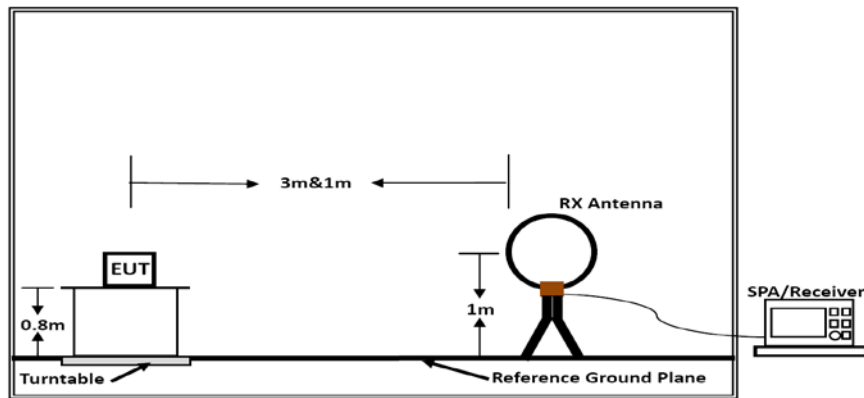 3m&1m
RX Antenna
EUT
SPA/Receiver
0.8m
1m
Turntable
Reference Ground Plane